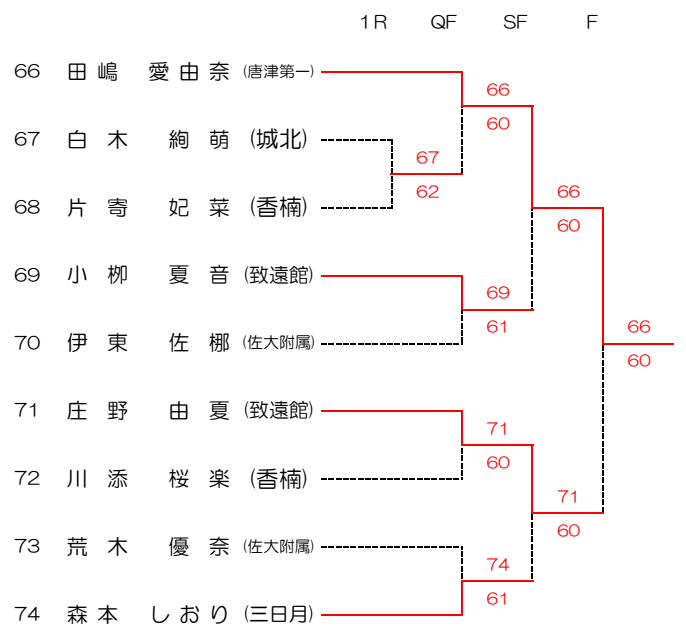 1R QF SF F
66 田嶋 愛由奈 (唐津第一)
66
60
67 白木 絢萌 (城北)
67
62
68 片寄 妃菜 (香楠)
66
60
69 小栁 夏音 (致遠館)
69
61
70 伊東 佐梛 (佐大附属)
66
60
71 庄野 由夏 (致遠館)
71
60
72 川添 桜楽 (香楠)
71
60
73 荒木 優奈 (佐大附属)
74
61
74 森本 しおり (三日月)